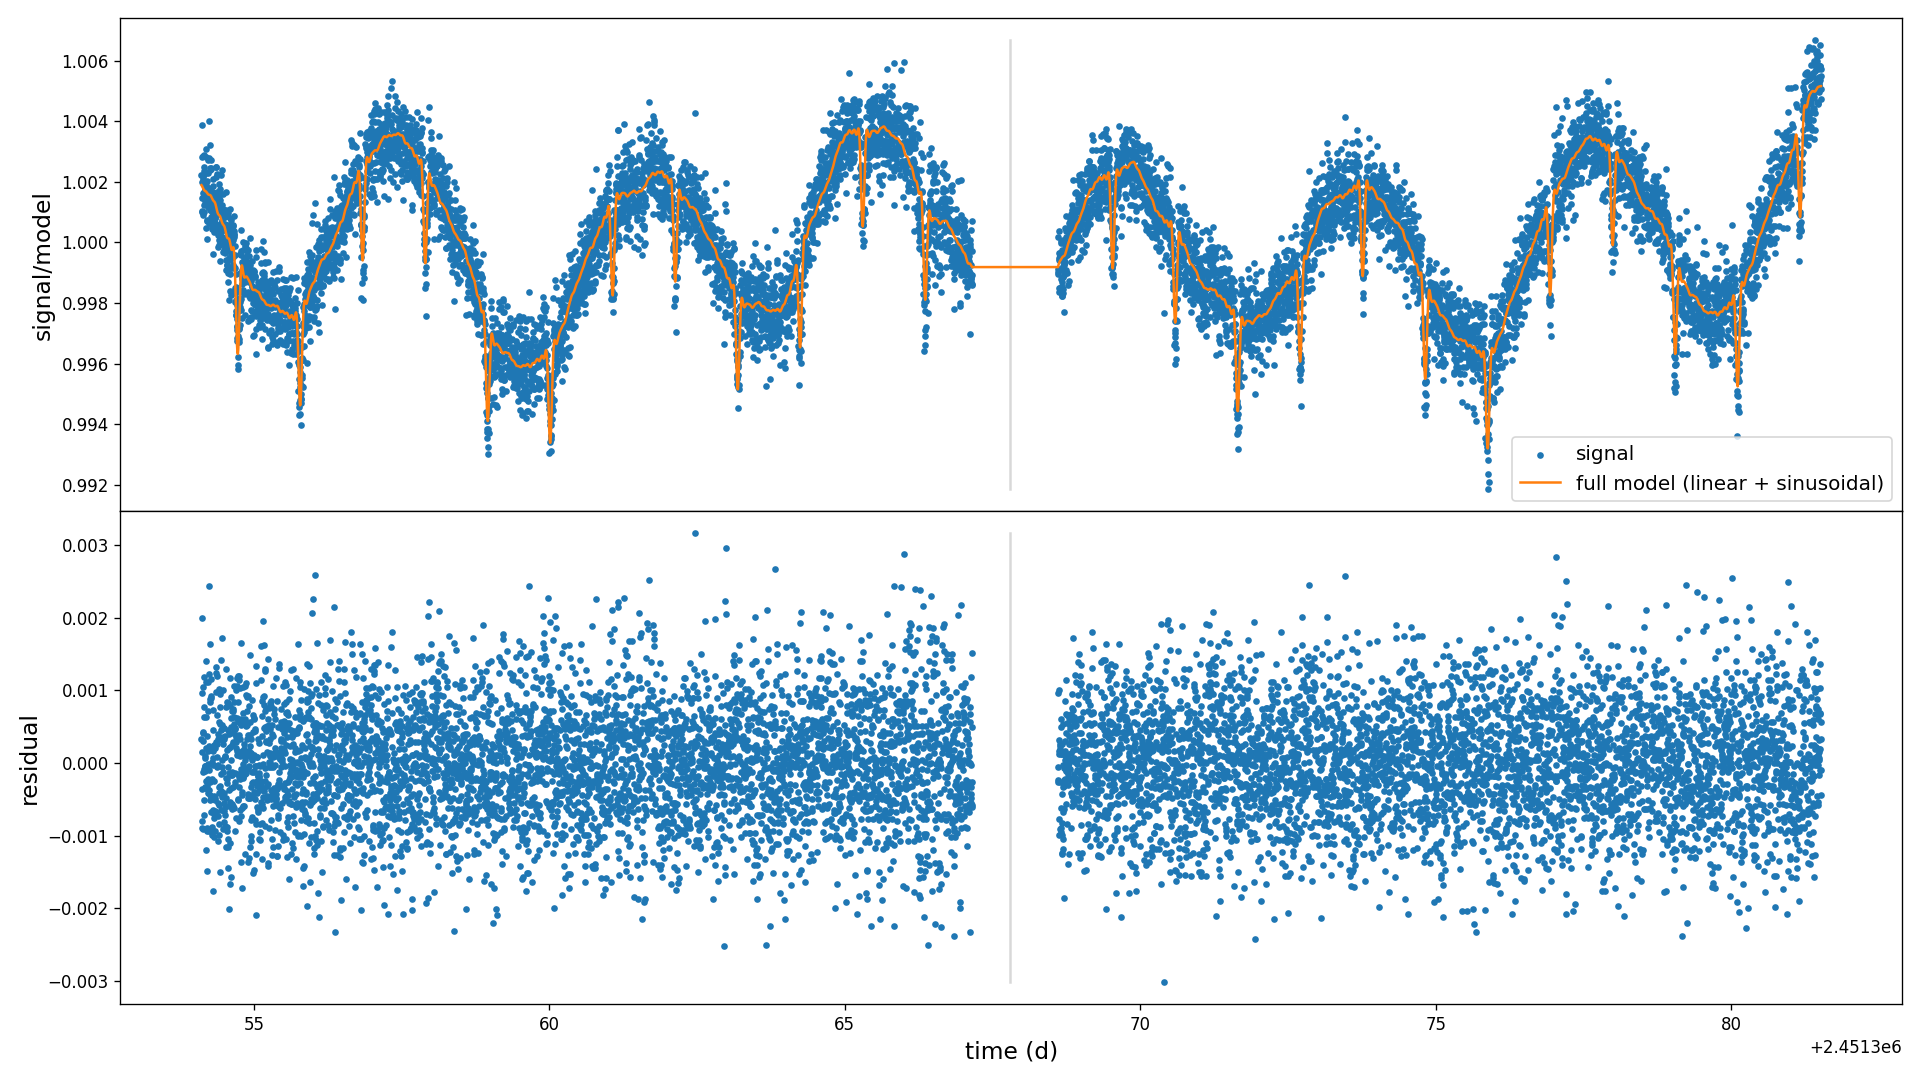 1.006
1.004
1.002
1.000
0.998
0.996
0.994
0.992
signal/model
signal
full model (linear + sinusoidal)
0.003
0.002
0.001
0.000
−0.001
−0.002
−0.003
residual
55 60 65 70 75 80
time (d)
+2.4513e6